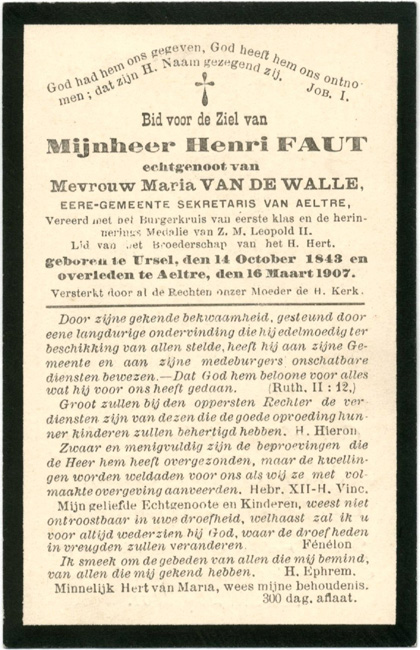 God had hem ons gegeven, God heeft hem ons ontno-
men; dat zijn H. Naam gezegend zij. JOB. I.
Bid voor de Ziel van
Mijnheer Henri FAUT
echtgenoot van
Mevrouw Maria VAN DE WALLE,
EERE-GEMEENTE SEKRETARIS VAN AELTRE,
Vereerd met het Burgerkruis van eerste klas en de herin-
nerings Medalie van Z. M. Leopold II.
Lid van het Broederschap van het H. Hert.
geboren te Ursel, den 14 October 1843 en
overleden te Aeltre, den 16 Maart 1907.
Versterkt door al de Rechten onzer Moeder de H. Kerk.
Door zijne gekende bekwaamheid, gesteund door
eene langdurige ondervinding die hij edelmoedig ter
beschikking van allen stelde, heeft hij aan zijne Ge-
meente en aan zijne medeburgers onschatbare
diensten bewezen.—Dat God hem beloone voor alles
wat hij voor ons heeft gedaan. (Ruth. II : 12,)
Groot zullen bij den oppersten Rechter de ver-
diensten zijn van dezen die de goede opvoeding hun-
ner kinderen zullen behertigd hebben. H. Hieron.
Zwaar en menigvuldig zijn de beproevingen die
de Heer hem heeft overgezonden, maar de kwellin-
gen worden weldaden voor ons als wij ze met vol-
maakte overgeving aanveerden. Hebr. XII-H. Vinc.
Mijn geliefde Echtgenoote en Kinderen, weest niet
ontroostbaar in uwe droefheid, welhaast zal ik u
voor altijd wederzien bij God, waar de droefheden
in vreugden zullen veranderen. Fénélon
Ik smeek om de gebeden van allen die mij bemind,
van allen die mij gekend hebben. H. Ephrem.
Minnelijk Hert van Maria, wees mijne behoudenis.
300 dag. aflaat.